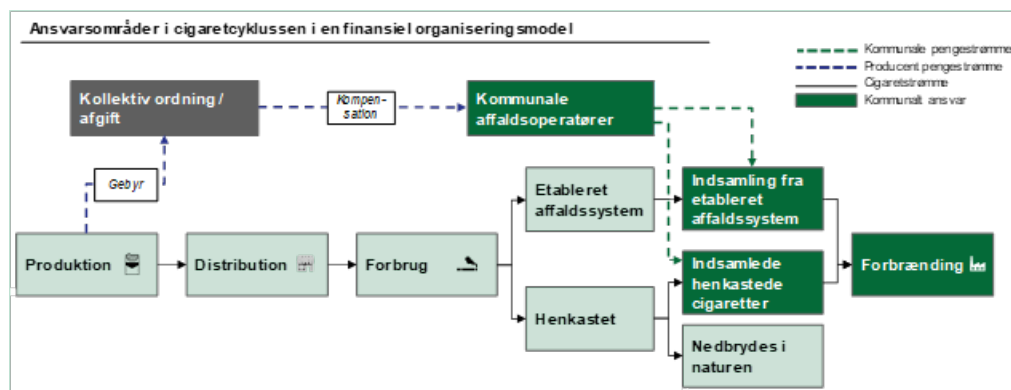 Ansvarsområder i cigaretcyklussen i en finansiel organiseringsmodel
Kommunale pengestrømme
Producent pengestrømme
Cigaretstrømme
Kommunalt ansvar
Kollektiv ordning /
afgift
Kompen-
sation
Kommunale
affaldsoperatører
Gebyr
Etableret
affaldssystem
Indsamling fra
etableret
affaldssystem
Produktion
Distribution
Forbrug
Indsamlede
henkastede
cigaretter
Forbrænding
Henkastet
Nedbrydes i
naturen